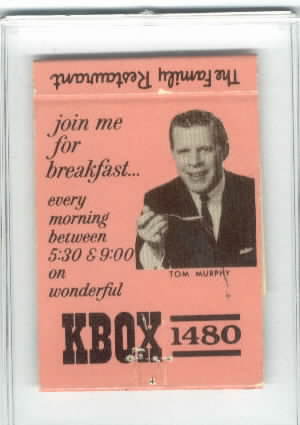 The Family Restaurant
join me
for
breakfast...
every
morning
between
5:30 & 9:00
on
wonderful
TOM MURPHY
KBOX 1480